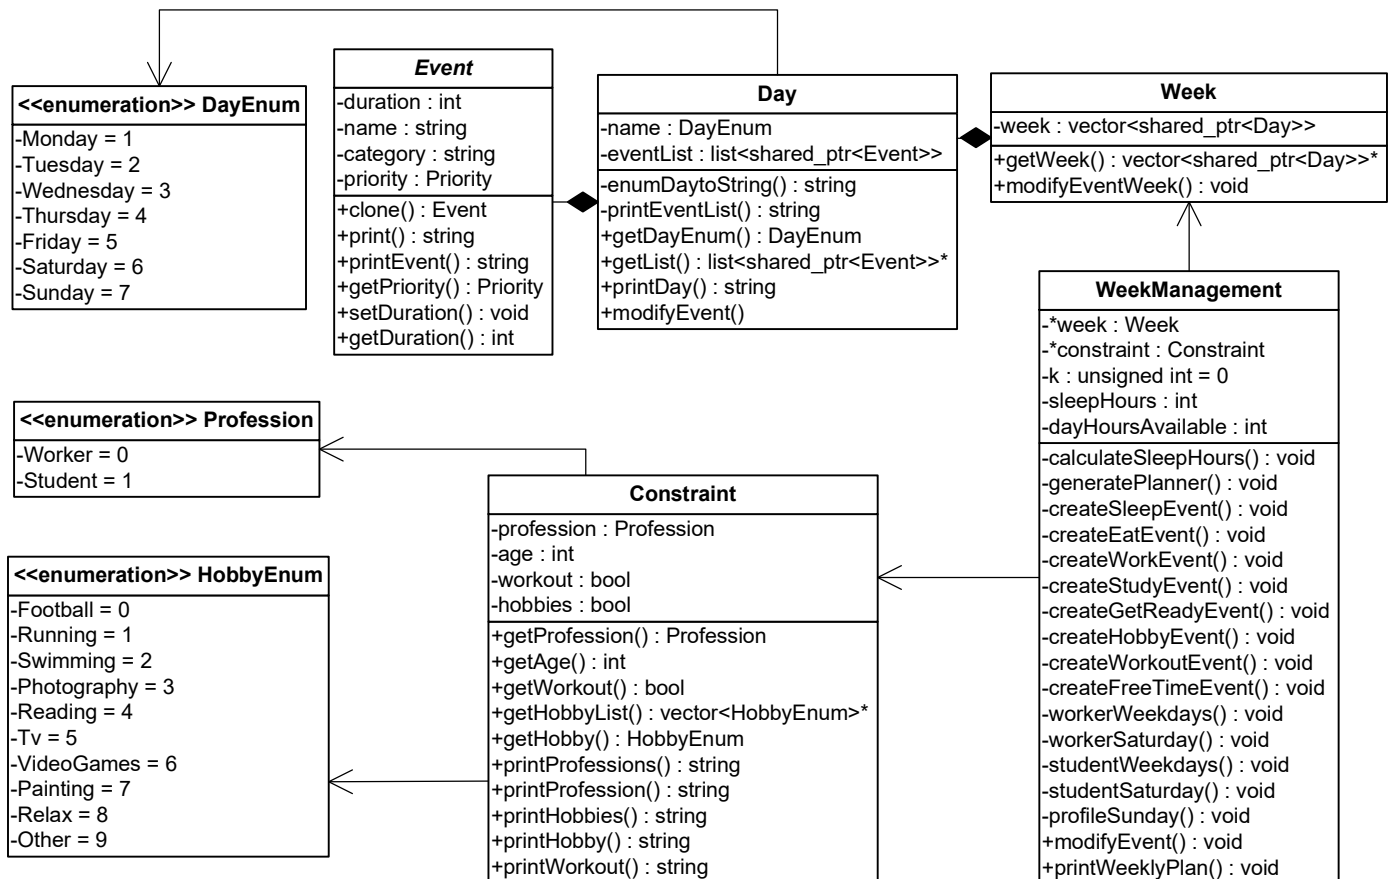 Event
-duration : int
-name : string
-category : string
-priority : Priority
+clone() : Event
+print() : string
+printEvent() : string
+getPriority() : Priority
+setDuration() : void
+getDuration() : int
<<enumeration>> DayEnum
-Monday = 1
-Tuesday = 2
-Wednesday = 3
-Thursday = 4
-Friday = 5
-Saturday = 6
-Sunday = 7
Day
-name : DayEnum
-eventList : list<shared_ptr<Event>>
-enumDaytoString() : string
-printEventList() : string
+getDayEnum() : DayEnum
+getList() : list<shared_ptr<Event>>*
+printDay() : string
+modifyEvent()
Week
-week : vector<shared_ptr<Day>>
+getWeek() : vector<shared_ptr<Day>>*
+modifyEventWeek() : void
WeekManagement
-*week : Week
-*constraint : Constraint
-k : unsigned int = 0
-sleepHours : int
-dayHoursAvailable : int
-calculateSleepHours() : void
-generatePlanner() : void
-createSleepEvent() : void
-createEatEvent() : void
-createWorkEvent() : void
-createStudyEvent() : void
-createGetReadyEvent() : void
-createHobbyEvent() : void
-createWorkoutEvent() : void
-createFreeTimeEvent() : void
-workerWeekdays() : void
-workerSaturday() : void
-studentWeekdays() : void
-studentSaturday() : void
-profileSunday() : void
+modifyEvent() : void
+printWeeklyPlan() : void
<<enumeration>> Profession
-Worker = 0
-Student = 1
Constraint
-profession : Profession
-age : int
-workout : bool
-hobbies : bool
+getProfession() : Profession
+getAge() : int
+getWorkout() : bool
+getHobbyList() : vector<HobbyEnum>*
+getHobby() : HobbyEnum
+printProfessions() : string
+printProfession() : string
+printHobbies() : string
+printHobby() : string
+printWorkout() : string
<<enumeration>> HobbyEnum
-Football = 0
-Running = 1
-Swimming = 2
-Photography = 3
-Reading = 4
-Tv = 5
-VideoGames = 6
-Painting = 7
-Relax = 8
-Other = 9